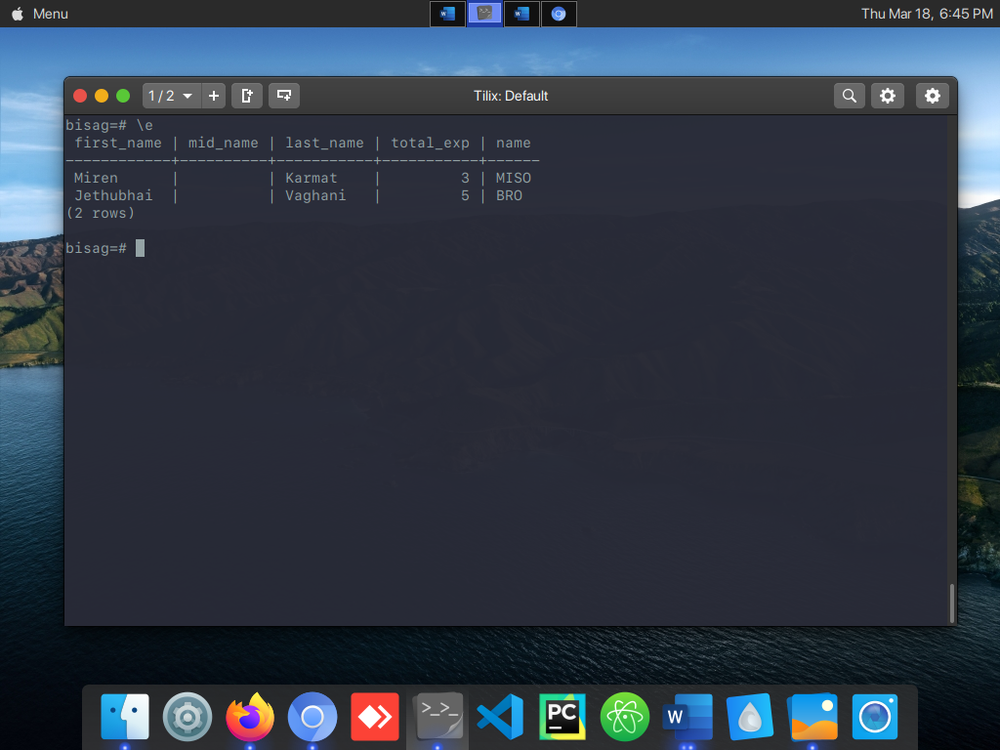 Menu
Thu Mar 18, 6:45 PM
1 / 2
Tilix: Default
bisag=# \e
 first_name | mid_name | last_name | total_exp | name
------------+----------+-----------+-----------+------
 Miren      |          | Karmat    |         3 | MISO
 Jethubhai  |          | Vaghani   |         5 | BRO
(2 rows)
bisag=#
>_>_
PC
W